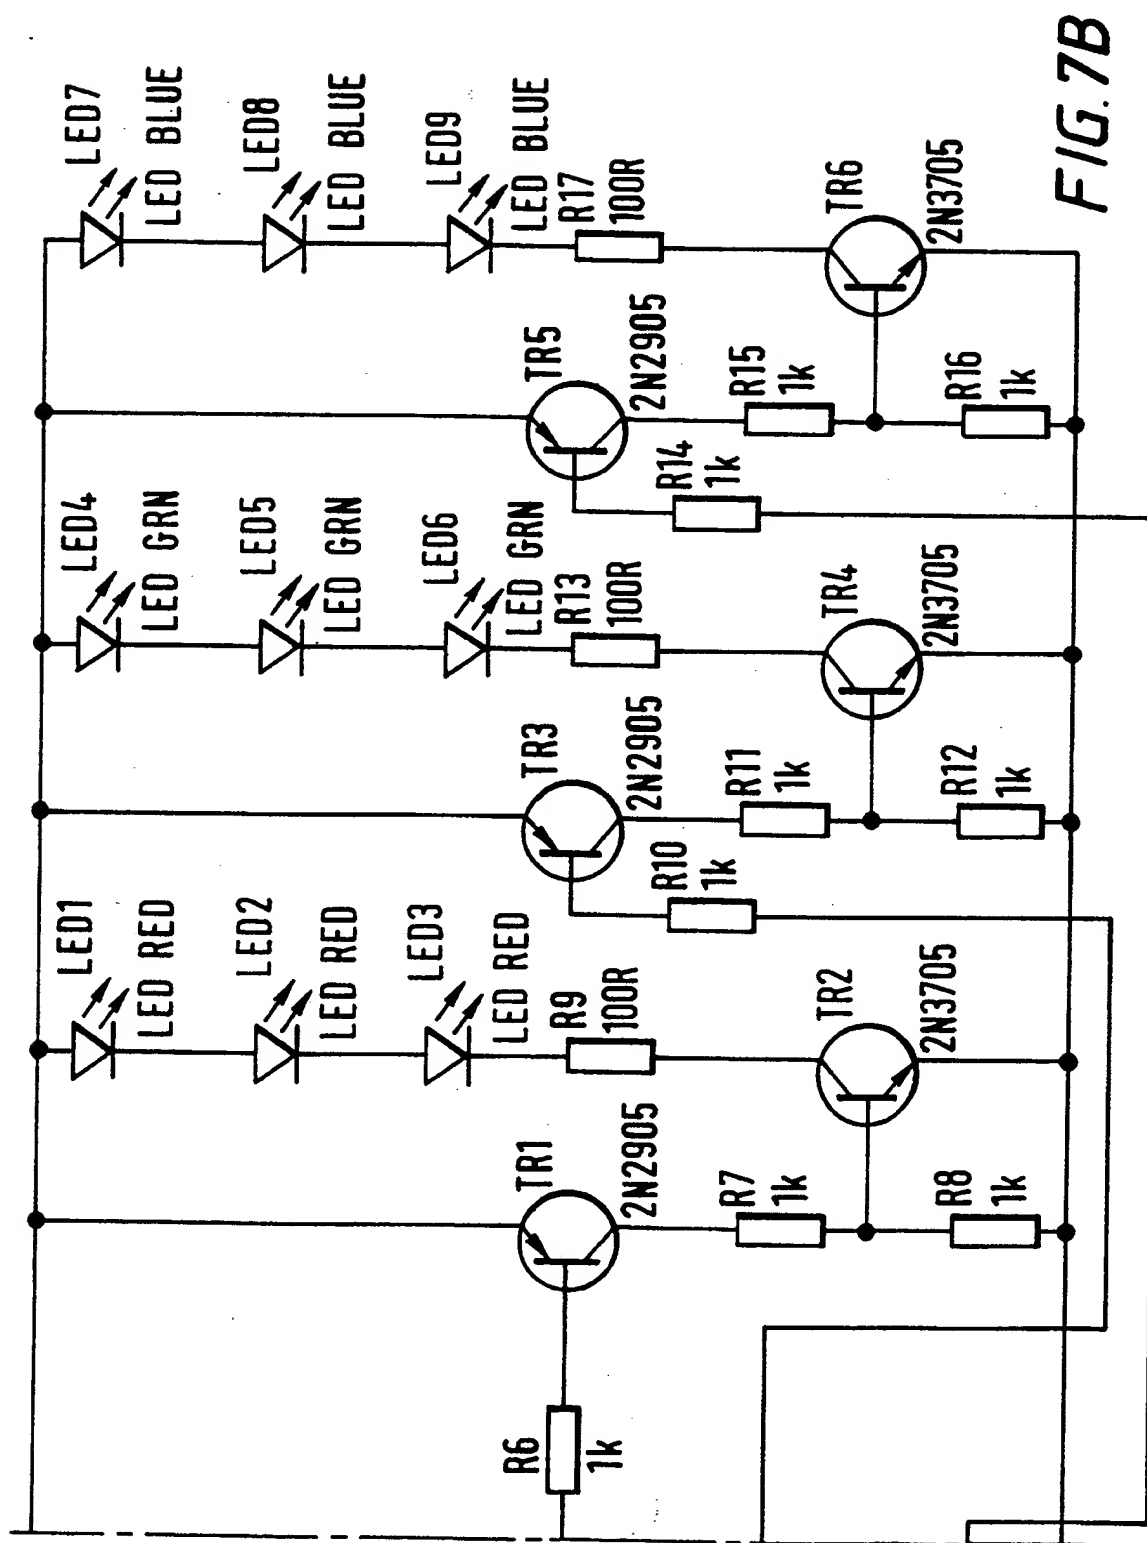 LED7
LED BLUE
LED8
LED BLUE
LED9
LED BLUE
R17
100R
TR6
2N3705
TR5
2N2905
R14
1k
R15
1k
R16
1k
LED4
LED GRN
LED5
LED GRN
LED6
LED GRN
R13
100R
TR4
2N3705
TR3
2N2905
R10
1k
R11
1k
R12
1k
LED1
LED RED
LED2
LED RED
LED3
LED RED
R9
100R
TR2
2N3705
TR1
2N2905
R7
1k
R8
1k
R6
1k
FIG. 7B